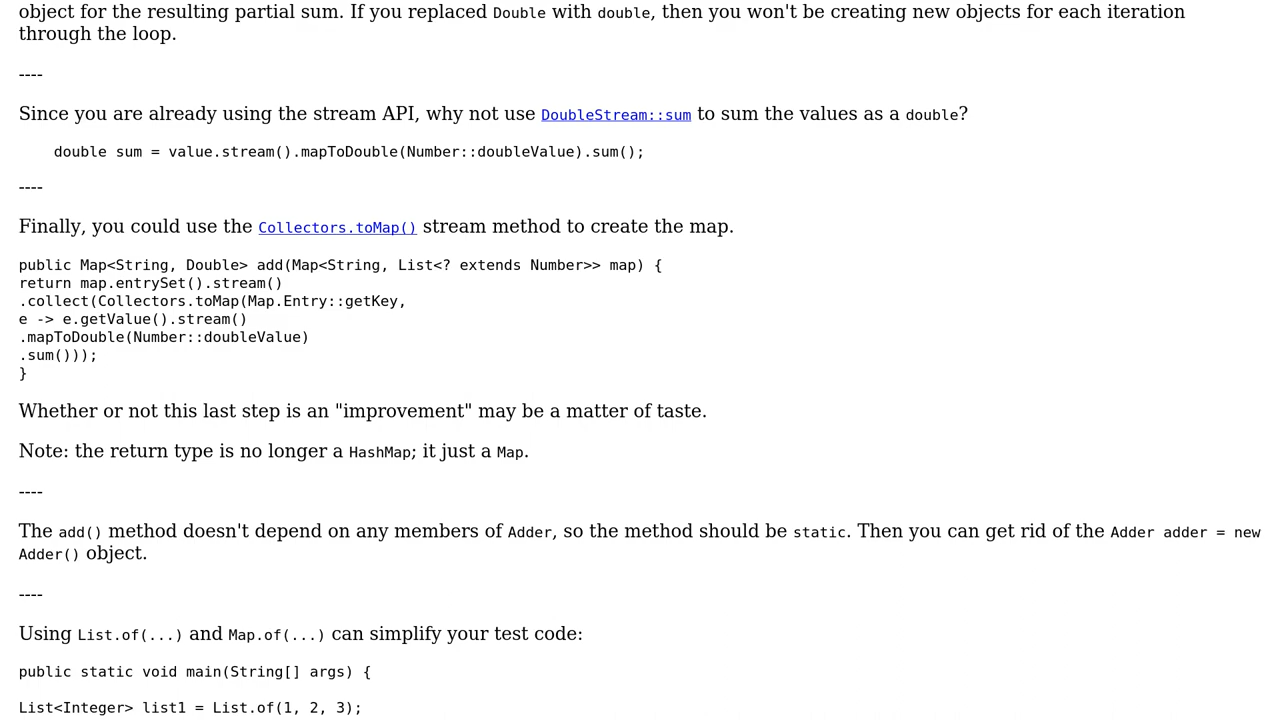 object for the resulting partial sum. If you replaced Double with double, then you won't be creating new objects for each iteration
through the loop.
----
Since you are already using the stream API, why not use DoubleStream::sum to sum the values as a double?
double sum = value.stream().mapToDouble(Number::doubleValue).sum();
----
Finally, you could use the Collectors.toMap() stream method to create the map.
public Map<String, Double> add(Map<String, List<? extends Number>> map) {
return map.entrySet().stream()
.collect(Collectors.toMap(Map.Entry::getKey,
e -> e.getValue().stream()
.mapToDouble(Number::doubleValue)
.sum()));
}
Whether or not this last step is an "improvement" may be a matter of taste.
Note: the return type is no longer a HashMap; it just a Map.
----
The add() method doesn't depend on any members of Adder, so the method should be static. Then you can get rid of the Adder adder = new
Adder() object.
----
Using List.of(...) and Map.of(...) can simplify your test code:
public static void main(String[] args) {
List<Integer> list1 = List.of(1, 2, 3);